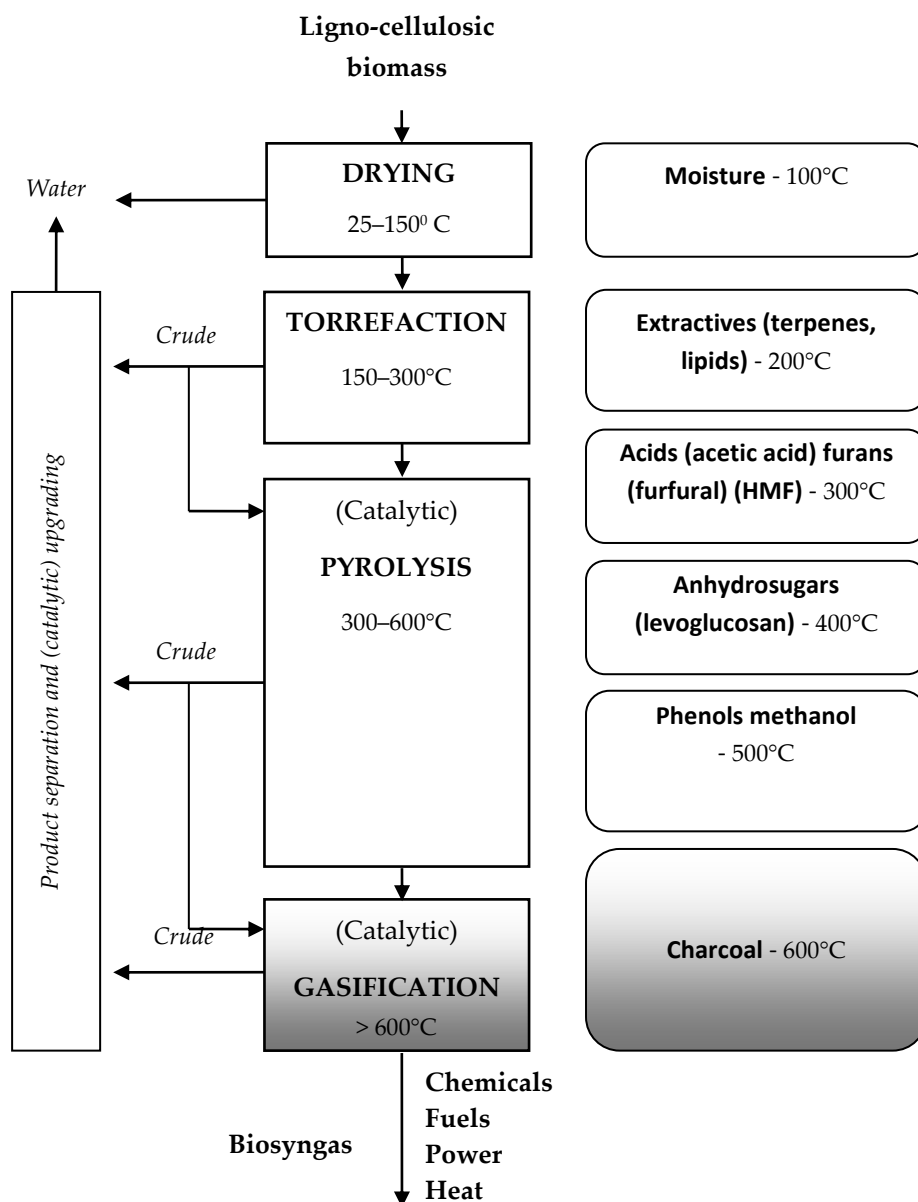 Ligno-cellulosic
biomass
DRYING
25–150⁰ C
Water
Moisture - 100°C
TORREFACTION
150–300°C
Crude
Extractives (terpenes,
lipids) - 200°C
Acids (acetic acid) furans
(furfural) (HMF) - 300°C
(Catalytic)
PYROLYSIS
300–600°C
Crude
Anhydrosugars
(levoglucosan) - 400°C
Phenols methanol
- 500°C
Product separation and (catalytic) upgrading
(Catalytic)
GASIFICATION
> 600°C
Crude
Charcoal - 600°C
Biosyngas
Chemicals
Fuels
Power
Heat